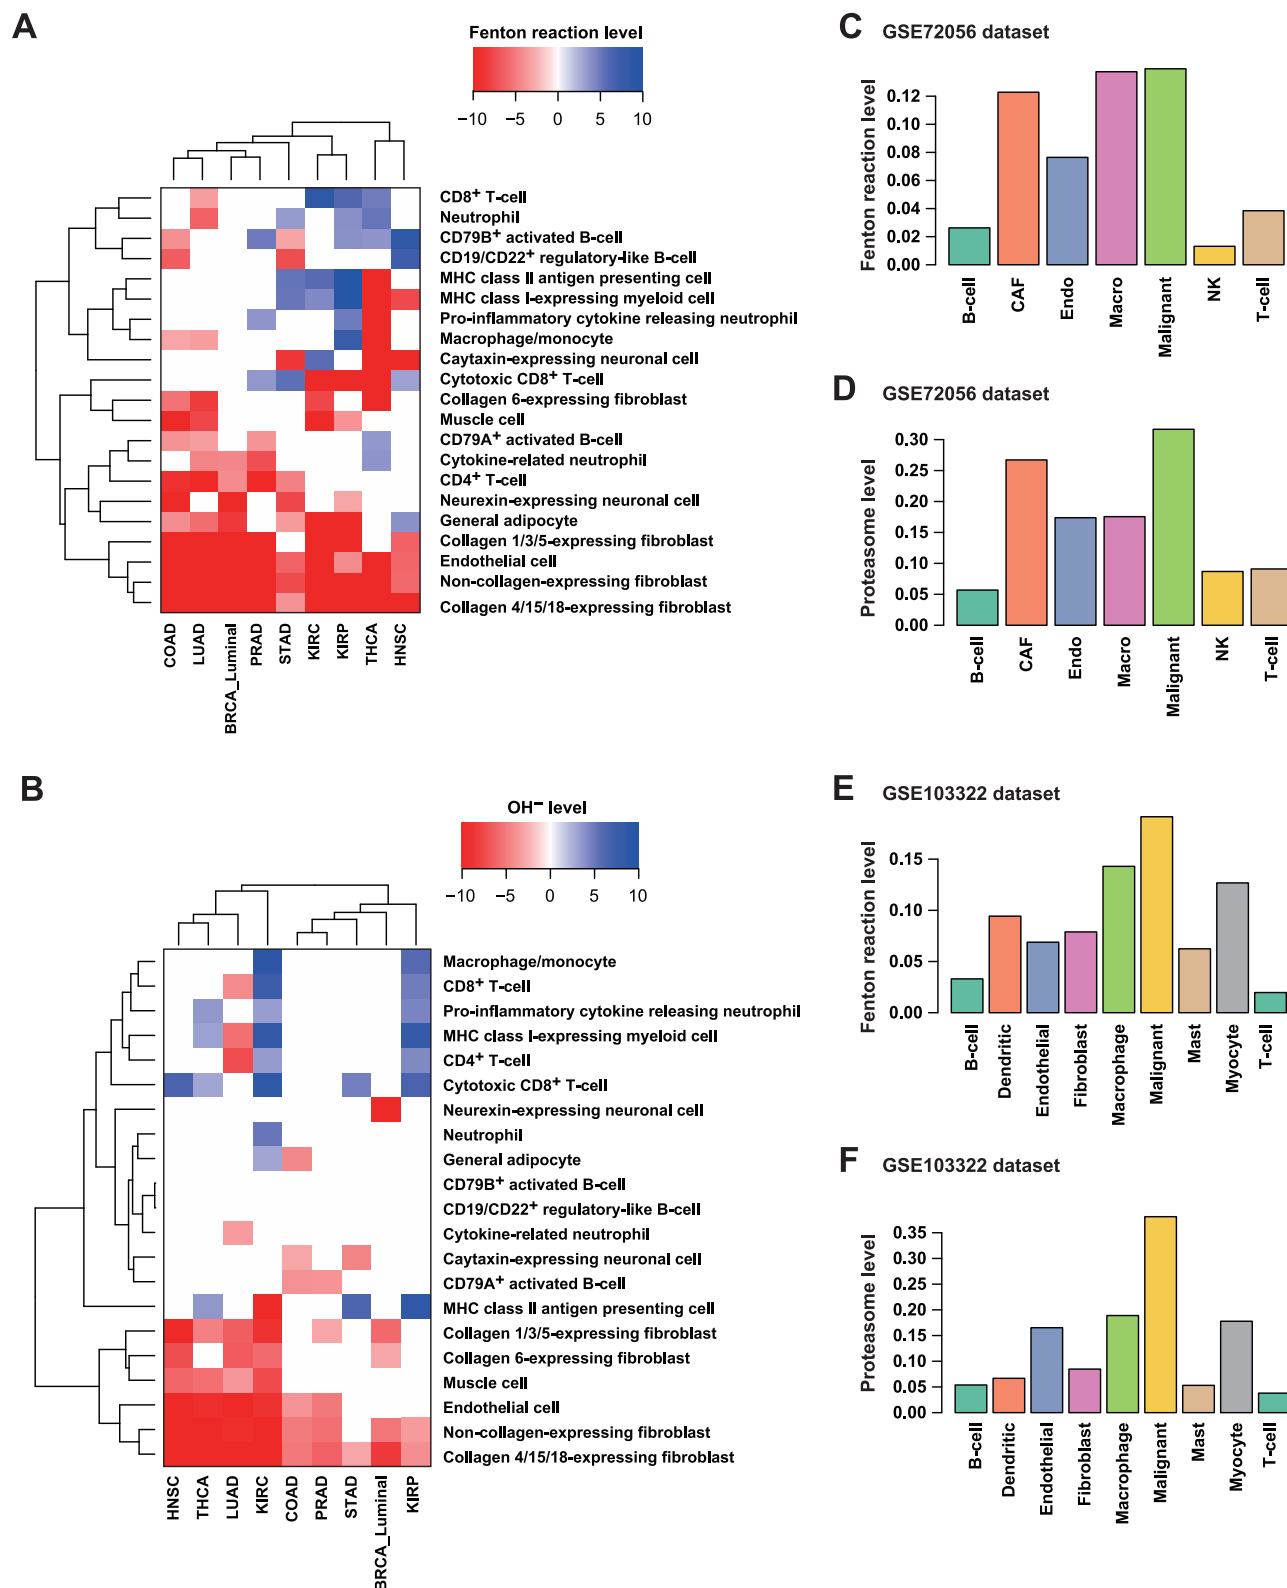 A
Fenton reaction level
−10 −5 0 5 10
CD8+ T-cell
Neutrophil
CD79B+ activated B-cell
CD19/CD22+ regulatory-like B-cell
MHC class II antigen presenting cell
MHC class I-expressing myeloid cell
Pro-inflammatory cytokine releasing neutrophil
Macrophage/monocyte
Caytaxin-expressing neuronal cell
Cytotoxic CD8+ T-cell
Collagen 6-expressing fibroblast
Muscle cell
CD79A+ activated B-cell
Cytokine-related neutrophil
CD4+ T-cell
Neurexin-expressing neuronal cell
General adipocyte
Collagen 1/3/5-expressing fibroblast
Endothelial cell
Non-collagen-expressing fibroblast
Collagen 4/15/18-expressing fibroblast
COAD
LUAD
BRCA_Luminal
PRAD
STAD
KIRC
KIRP
THCA
HNSC
B
OH− level
−10 −5 0 5 10
Macrophage/monocyte
CD8+ T-cell
Pro-inflammatory cytokine releasing neutrophil
MHC class I-expressing myeloid cell
CD4+ T-cell
Cytotoxic CD8+ T-cell
Neurexin-expressing neuronal cell
Neutrophil
General adipocyte
CD79B+ activated B-cell
CD19/CD22+ regulatory-like B-cell
Cytokine-related neutrophil
Caytaxin-expressing neuronal cell
CD79A+ activated B-cell
MHC class II antigen presenting cell
Collagen 1/3/5-expressing fibroblast
Collagen 6-expressing fibroblast
Muscle cell
Endothelial cell
Non-collagen-expressing fibroblast
Collagen 4/15/18-expressing fibroblast
HNSC
THCA
LUAD
KIRC
COAD
PRAD
STAD
BRCA_Luminal
KIRP
C GSE72056 dataset
Fenton reaction level
0.12
0.10
0.08
0.06
0.04
0.02
0.00
B-cell
CAF
Endo
Macro
Malignant
NK
T-cell
D GSE72056 dataset
Proteasome level
0.30
0.25
0.20
0.15
0.10
0.05
0.00
B-cell
CAF
Endo
Macro
Malignant
NK
T-cell
E GSE103322 dataset
Fenton reaction level
0.15
0.10
0.05
0.00
B-cell
Dendritic
Endothelial
Fibroblast
Macrophage
Malignant
Mast
Myocyte
T-cell
F GSE103322 dataset
Proteasome level
0.35
0.30
0.25
0.20
0.15
0.10
0.05
0.00
B-cell
Dendritic
Endothelial
Fibroblast
Macrophage
Malignant
Mast
Myocyte
T-cell